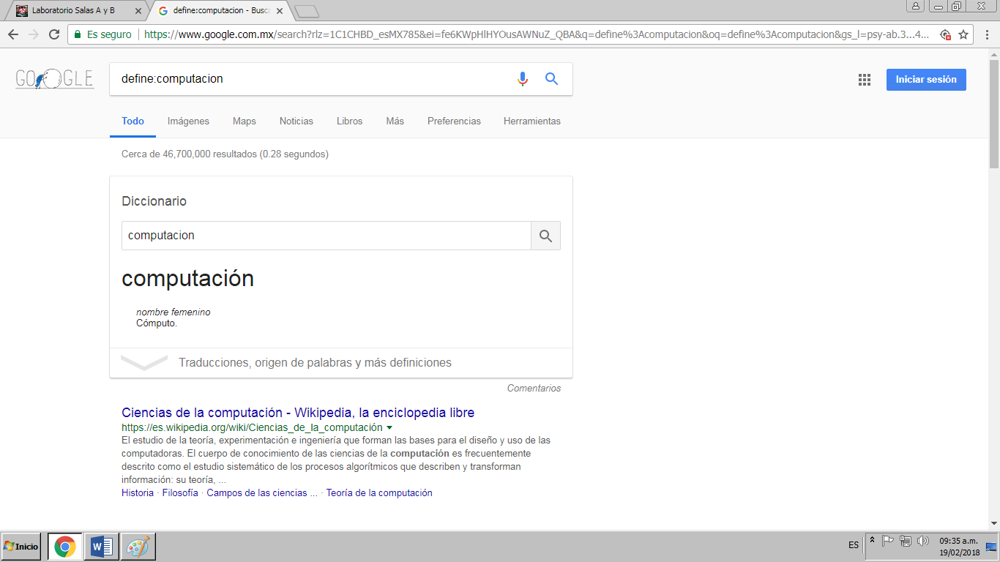 Laboratorio Salas A y B
define:computacion - Busc
Es seguro
https://www.google.com.mx/search?rlz=1C1CHBD_esMX785&ei=fe6KWpHlHYOusAWNuZ_QBA&q=define%3Acomputacion&oq=define%3Acomputacion&gs_l=psy-ab.3...4...
GOOGLE
define:computacion
Iniciar sesión
Todo Imágenes Maps Noticias Libros Más Preferencias Herramientas
Cerca de 46,700,000 resultados (0.28 segundos)
Diccionario
computacion
computación
nombre femenino
Cómputo.
Traducciones, origen de palabras y más definiciones
Comentarios
Ciencias de la computación - Wikipedia, la enciclopedia libre
https://es.wikipedia.org/wiki/Ciencias_de_la_computación
El estudio de la teoría, experimentación e ingeniería que forman las bases para el diseño y uso de las
computadoras. El cuerpo de conocimiento de las ciencias de la computación es frecuentemente
descrito como el estudio sistemático de los procesos algorítmicos que describen y transforman
información: su teoría, ...
Historia · Filosofía · Campos de las ciencias ... · Teoría de la computación
Inicio
ES
09:35 a.m.
19/02/2018